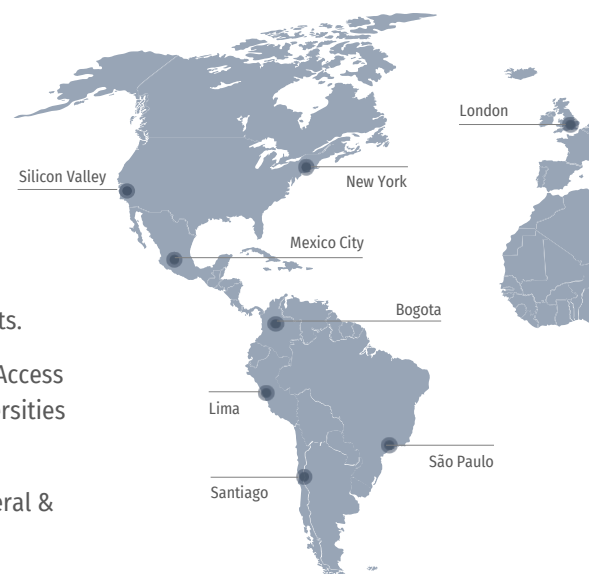 London
Silicon Valley
New York
Mexico City
Bogota
ts.
Access
rsities
Lima
São Paulo
Santiago
eral &